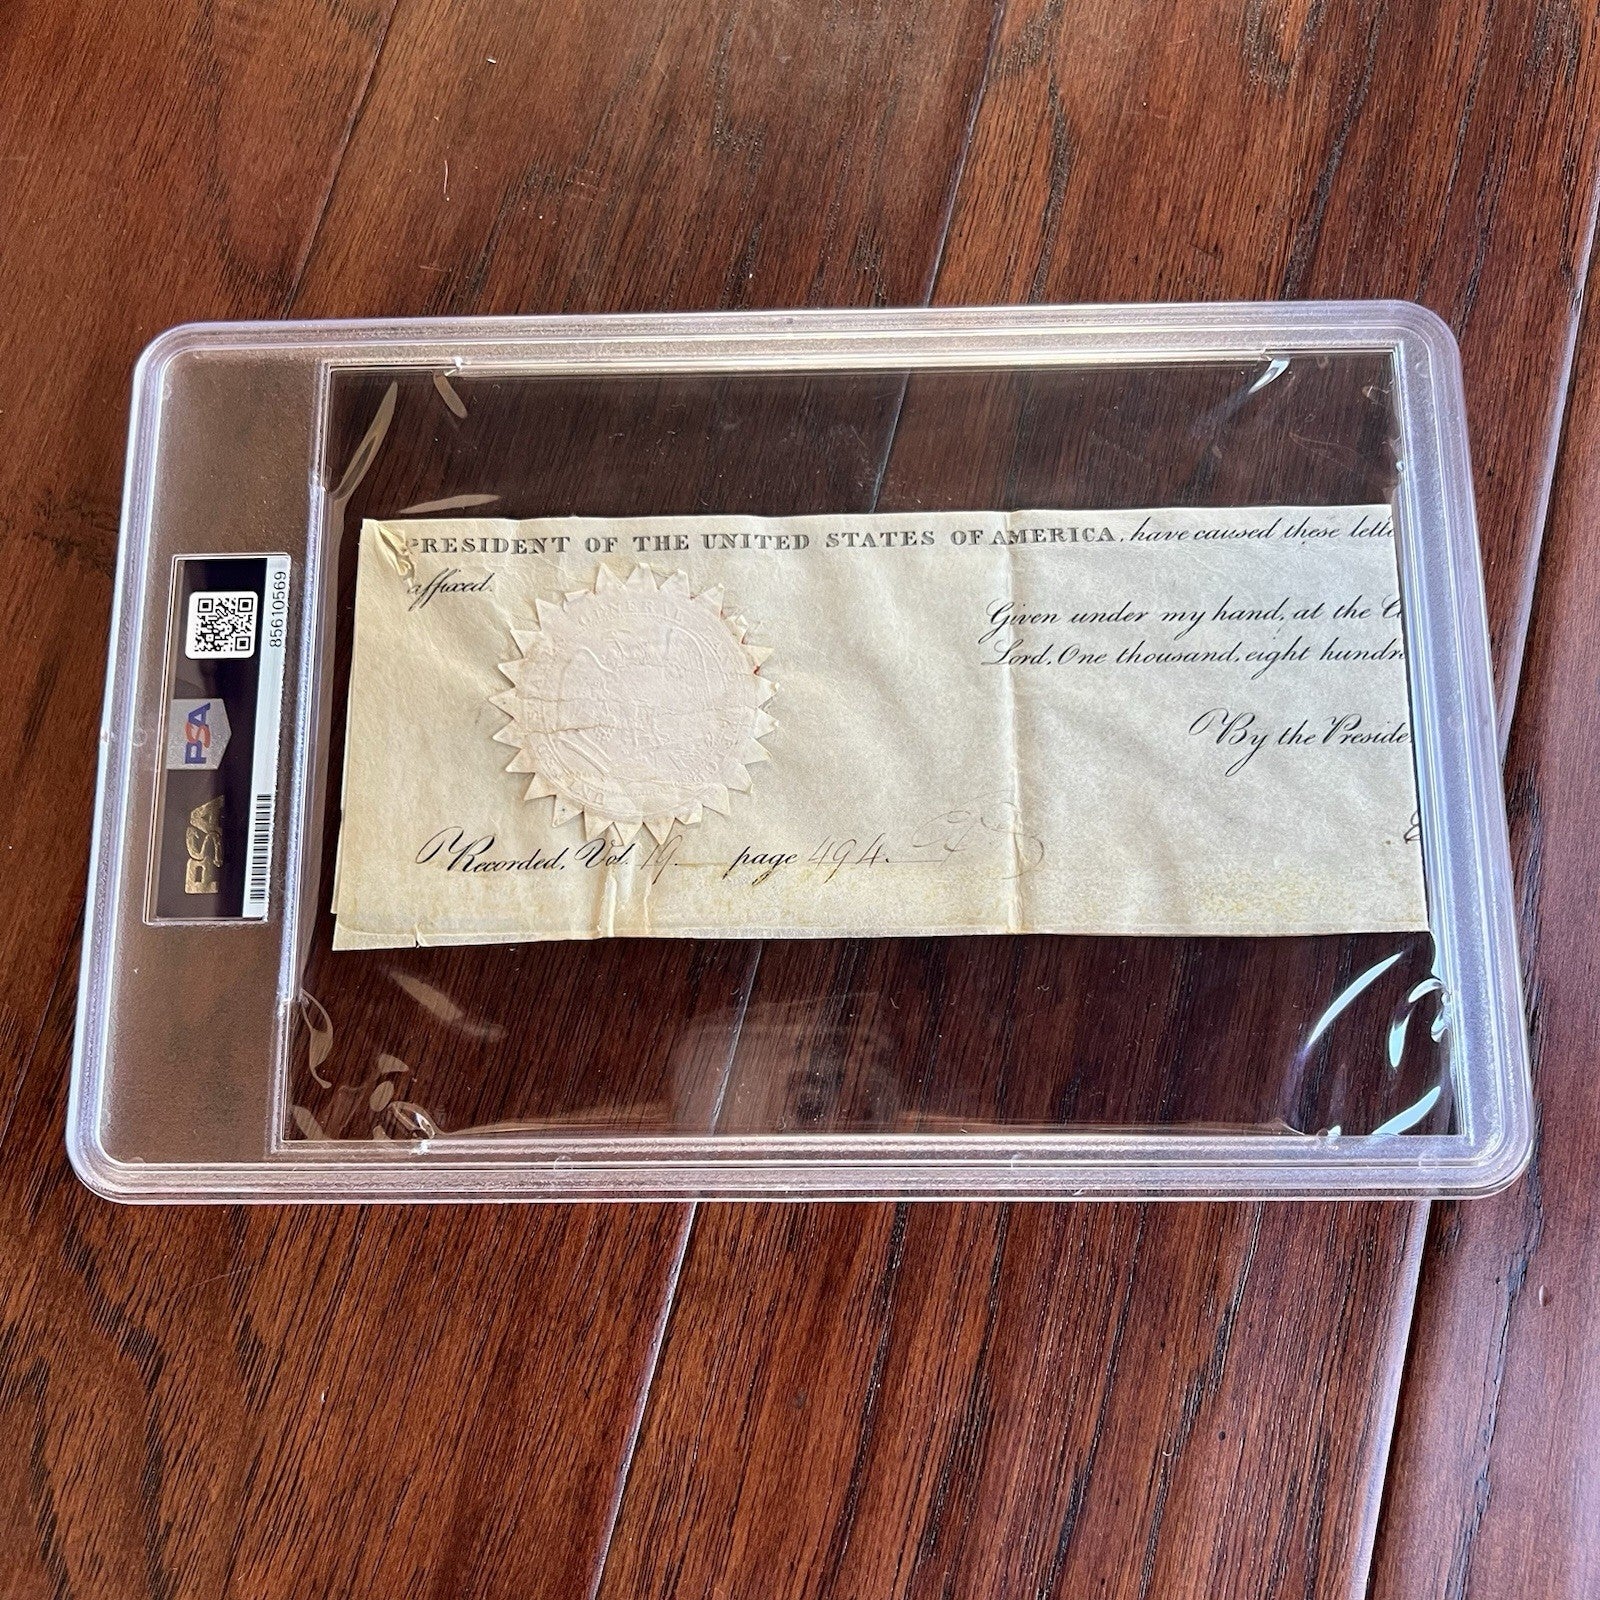 PRESIDENT OF THE UNITED STATES OF AMERICA, have caused these lette
affixed.
Given under my hand, at the C
Lord, One thousand, eight hundr
By the Preside
Recorded, Vol. 19. page 494.
85610569
PSA
PSA